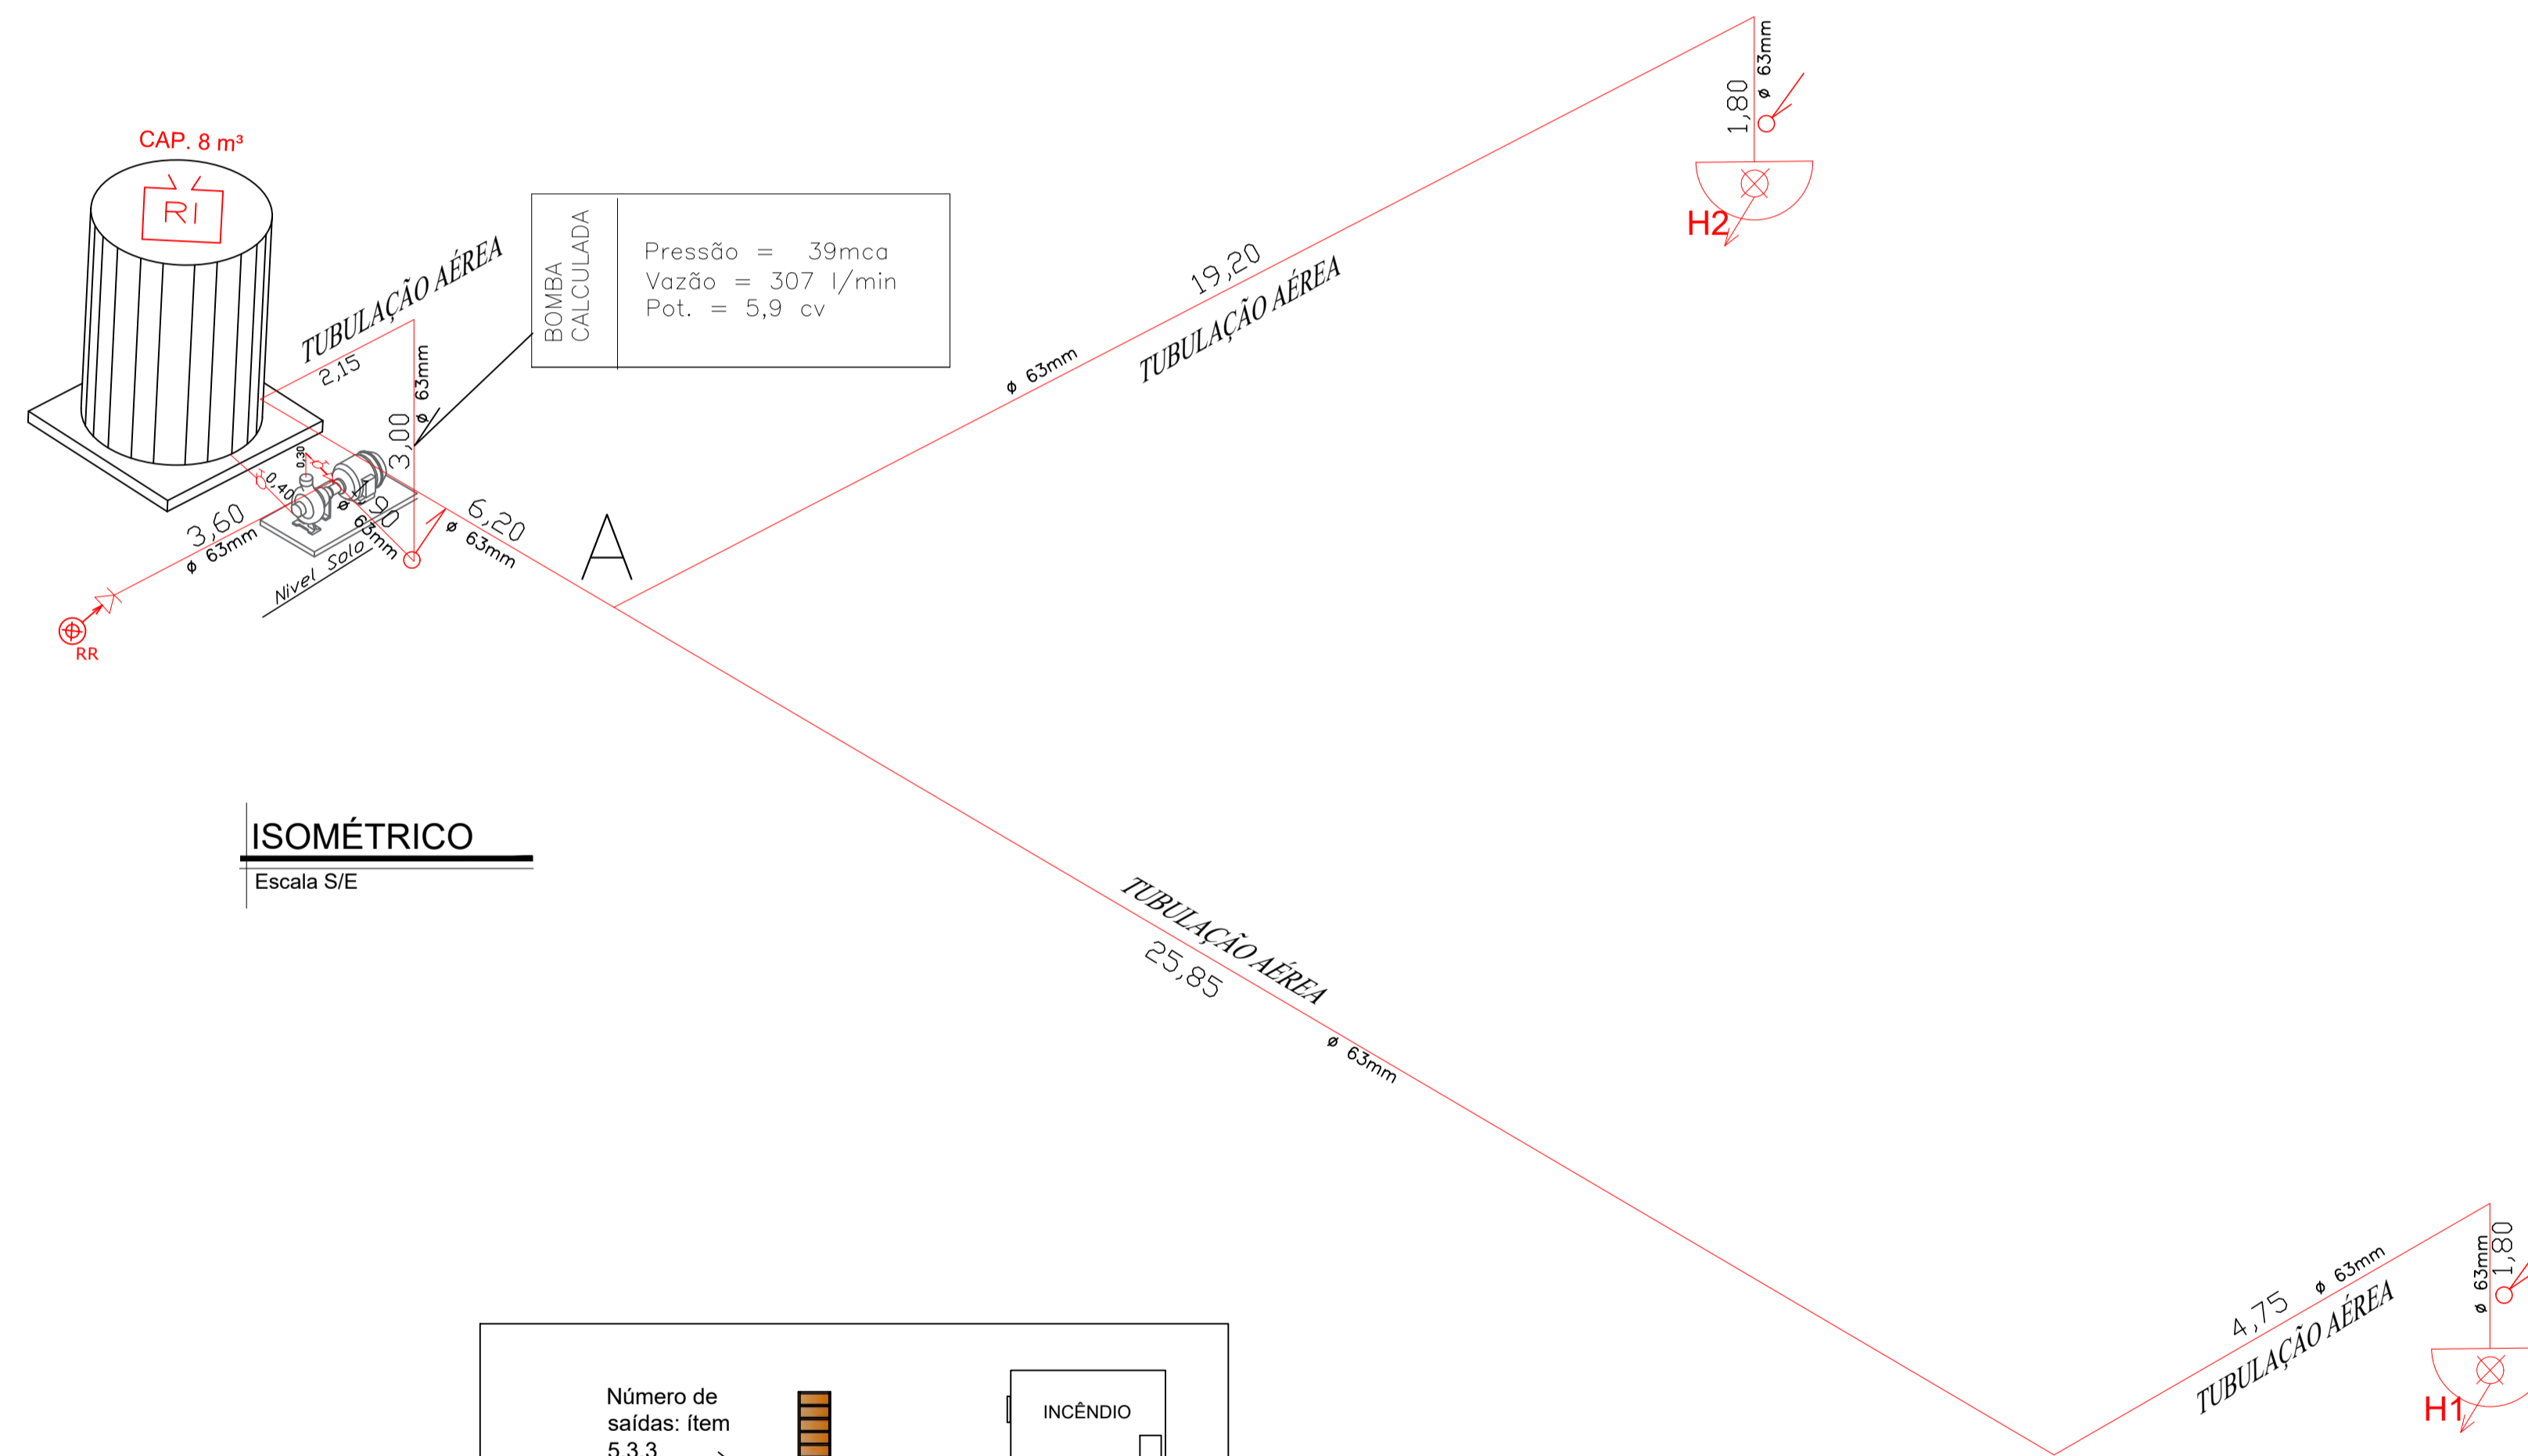 CAP. 8 m³
RI
TUBULAÇÃO AÉREA
2,15
ø 63mm
3,00
BOMBA
CALCULADA
Pressão = 39mca
Vazão = 307 l/min
Pot. = 5,9 cv
ø 63mm
1,80
H2
19,20
TUBULAÇÃO AÉREA
ø 63mm
0,30
0,40
3,60
ø 63mm
ø 63mm
Nivel Solo
6,20
ø 63mm
A
RR
ISOMÉTRICO
Escala S/E
TUBULAÇÃO AÉREA
25,85
ø 63mm
4,75
ø 63mm
TUBULAÇÃO AÉREA
ø 63mm
1,80
H1
Número de
saídas: ítem
5.3.3
INCÊNDIO